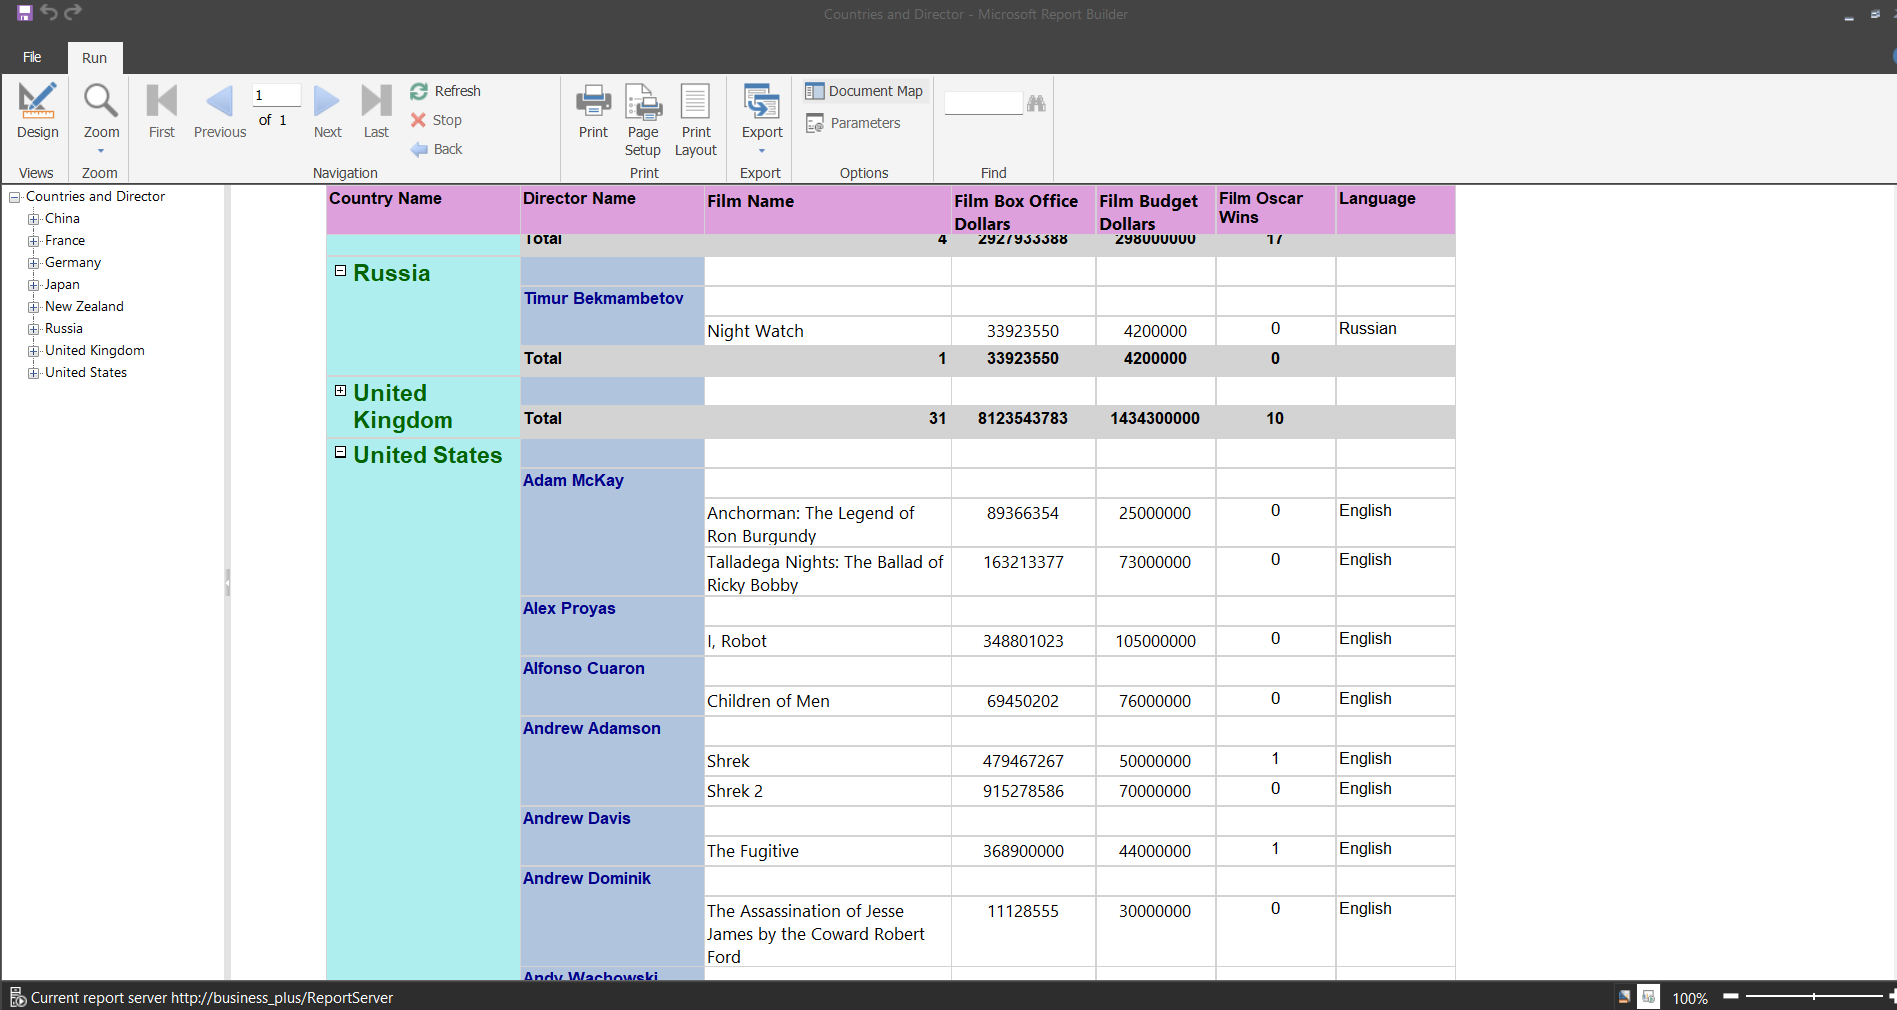 Countries and Director - Microsoft Report Builder
File
Run
Design
Zoom
First
Previous
1
of 1
Next
Last
Refresh
Stop
Back
Print
Page
Setup
Print
Layout
Export
Document Map
Parameters
Views
Zoom
Navigation
Print
Export
Options
Find
Countries and Director
China
France
Germany
Japan
New Zealand
Russia
United Kingdom
United States
Country Name
Director Name
Film Name
Film Box Office
Dollars
Film Budget
Dollars
Film Oscar
Wins
Language
Total 4 2927933388 298000000 17
Russia
Timur Bekmambetov
Night Watch 33923550 4200000 0 Russian
Total 1 33923550 4200000 0
United
Kingdom
Total 31 8123543783 1434300000 10
United States
Adam McKay
Anchorman: The Legend of
Ron Burgundy
89366354 25000000 0 English
Talladega Nights: The Ballad of
Ricky Bobby
163213377 73000000 0 English
Alex Proyas
I, Robot 348801023 105000000 0 English
Alfonso Cuaron
Children of Men 69450202 76000000 0 English
Andrew Adamson
Shrek 479467267 50000000 1 English
Shrek 2 915278586 70000000 0 English
Andrew Davis
The Fugitive 368900000 44000000 1 English
Andrew Dominik
The Assassination of Jesse
James by the Coward Robert
Ford
11128555 30000000 0 English
Andy Wachowski
Current report server http://business_plus/ReportServer
100%